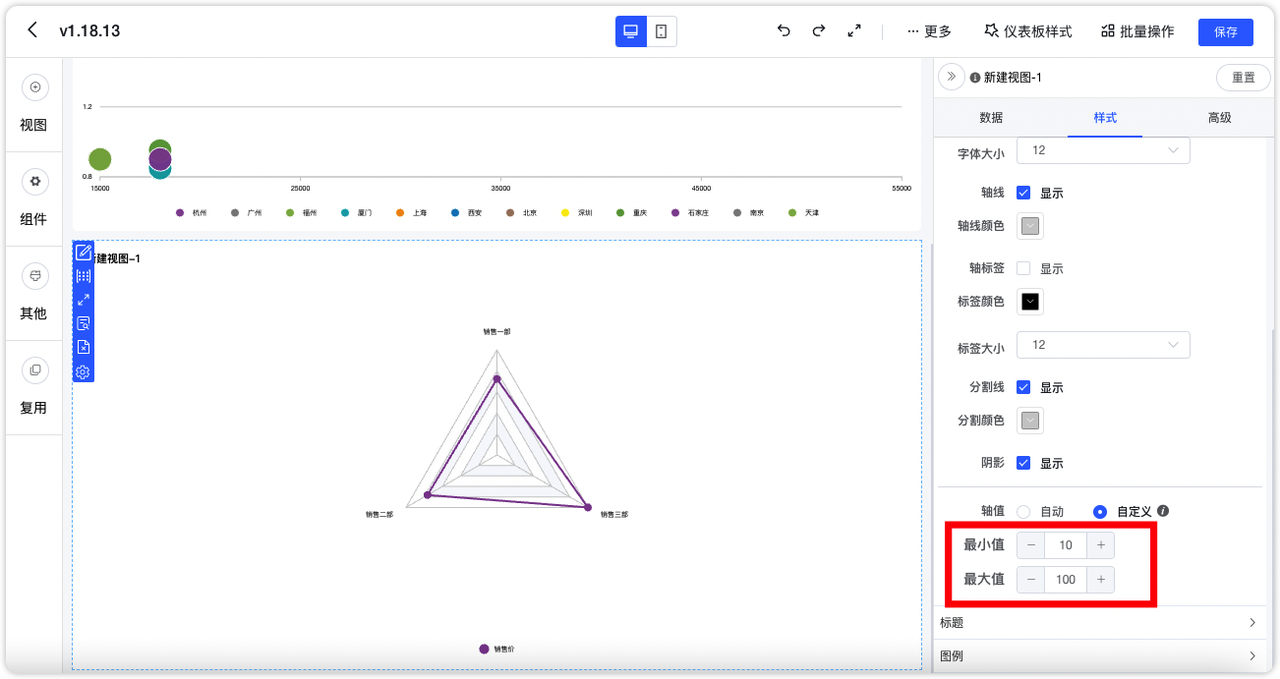 v1.18.13
更多
仪表板样式
批量操作
保存
视图
组件
其他
复用
1.2
0.8
15000 25000 35000 45000 55000
杭州 广州 福州 厦门 上海 西安 北京 深圳 重庆 石家庄 南京 天津
建视图-1
销售一部
销售二部
销售三部
销售价
新建视图-1
重置
数据 样式 高级
字体大小 12
轴线 显示
轴线颜色
轴标签 显示
标签颜色
标签大小 12
分割线 显示
分割颜色
阴影 显示
轴值 自动 自定义
最小值 − 10 +
最大值 − 100 +
标题
图例